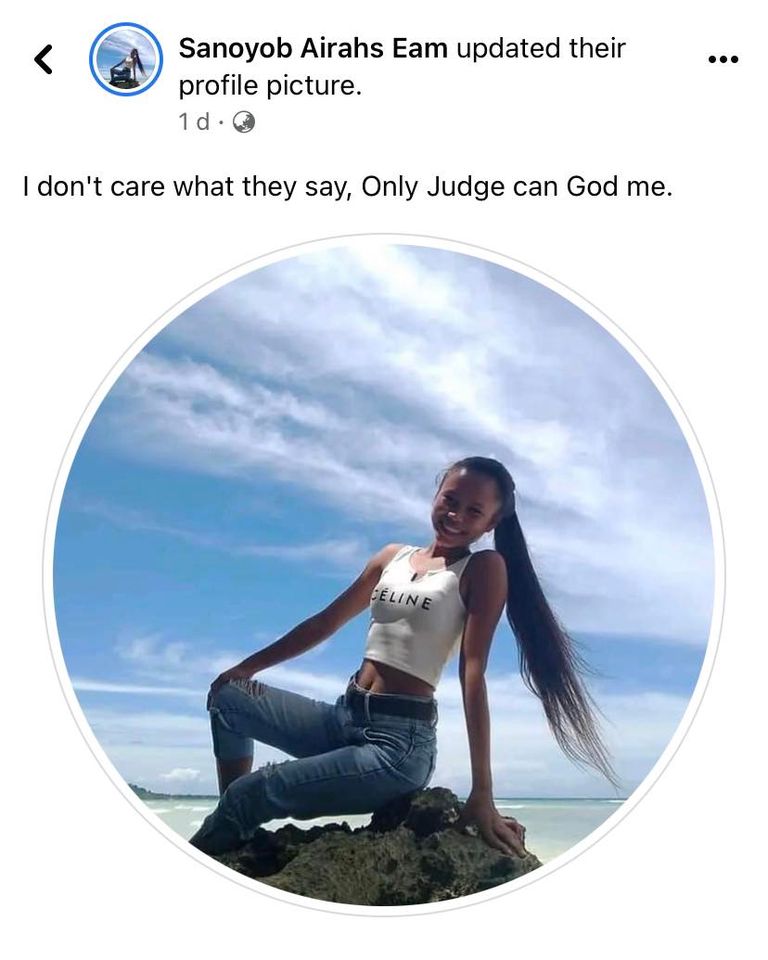 Sanoyob Airahs Eam updated their
profile picture.
1 d ·
I don't care what they say, Only Judge can God me.
CÉLINE